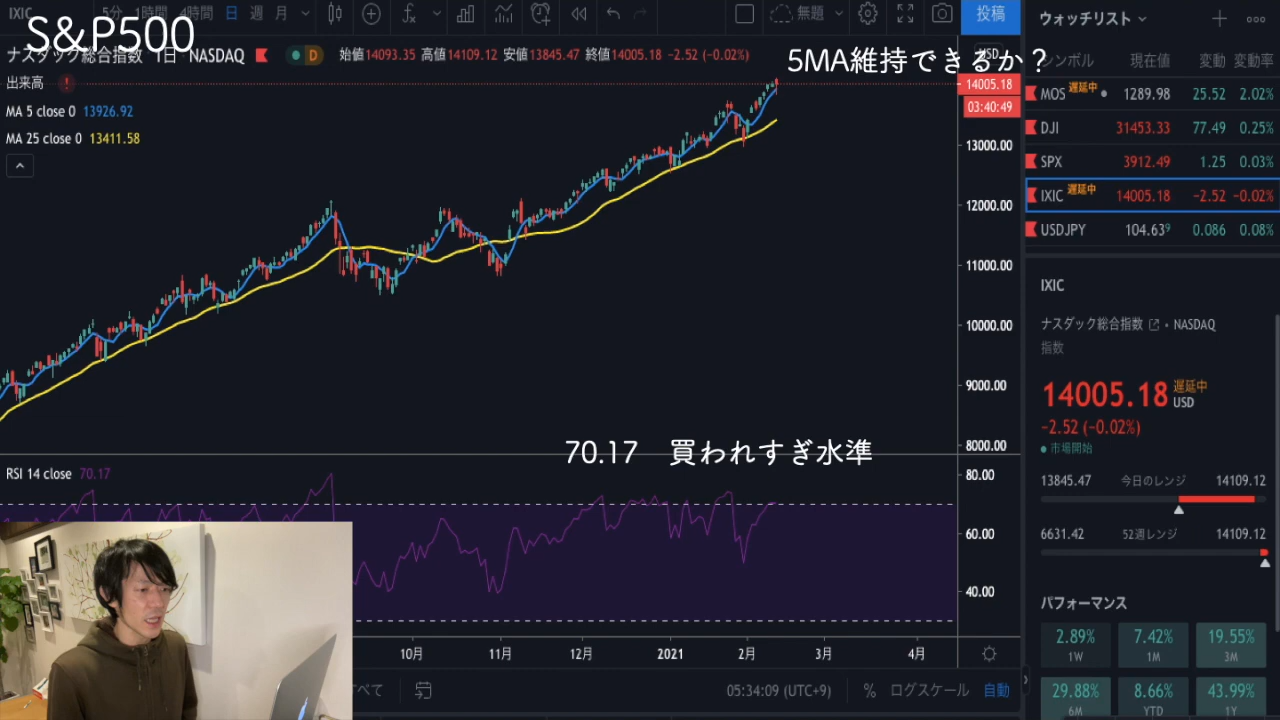 IXIC 5分 1時間 4時間 日 週 月 無題 投稿
S&P500
ナスダック総合指数 1日 NASDAQ D 始値14093.35 高値14109.12 安値13845.47 終値14005.18 -2.52 (-0.02%)
5MA維持できるか？
出来高
MA 5 close 0 13926.92
MA 25 close 0 13411.58
USD
14005.18
03:40:49
13000.00
12000.00
11000.00
10000.00
9000.00
8000.00
70.17 買われすぎ水準
RSI 14 close 70.17
80.00
60.00
40.00
10月 11月 12月 2021 2月 3月 4月
05:34:09 (UTC+9) % ログスケール 自動
ウォッチリスト
シンボル 現在値 変動 変動率
MOS 遅延中 1289.98 25.52 2.02%
DJI 31453.33 77.49 0.25%
SPX 3912.49 1.25 0.03%
IXIC 遅延中 14005.18 -2.52 -0.02%
USDJPY 104.63⁹ 0.086 0.08%
IXIC
ナスダック総合指数 • NASDAQ
指数
14005.18 遅延中 USD
-2.52 (-0.02%)
市場開始
13845.47 今日のレンジ 14109.12
6631.42 52週レンジ 14109.12
パフォーマンス
2.89% 7.42% 19.55%
1W 1M 3M
29.88% 8.66% 43.99%
6M YTD 1Y